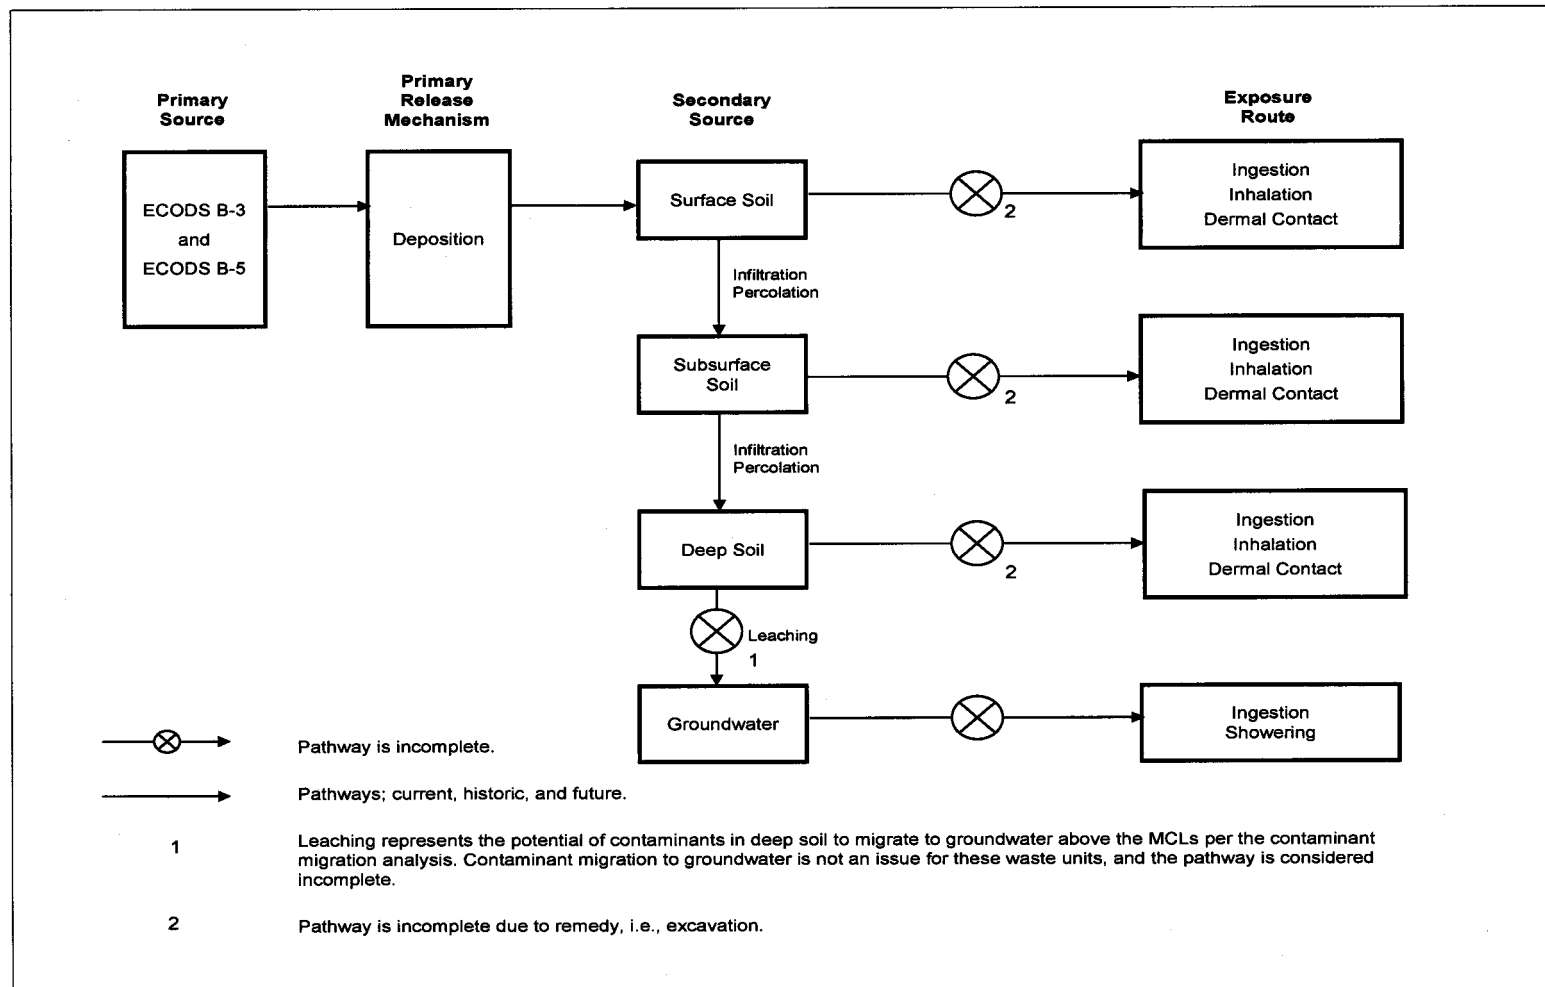 Primary
Source
Primary
Release
Mechanism
Secondary
Source
Exposure
Route
ECODS B-3
and
ECODS B-5
Deposition
Surface Soil
2
Ingestion
Inhalation
Dermal Contact
Infiltration
Percolation
Subsurface
Soil
2
Ingestion
Inhalation
Dermal Contact
Infiltration
Percolation
Deep Soil
2
Ingestion
Inhalation
Dermal Contact
Leaching
1
Groundwater
Ingestion
Showering
Pathway is incomplete.
Pathways; current, historic, and future.
1
Leaching represents the potential of contaminants in deep soil to migrate to groundwater above the MCLs per the contaminant
migration analysis. Contaminant migration to groundwater is not an issue for these waste units, and the pathway is considered
incomplete.
2
Pathway is incomplete due to remedy, i.e., excavation.